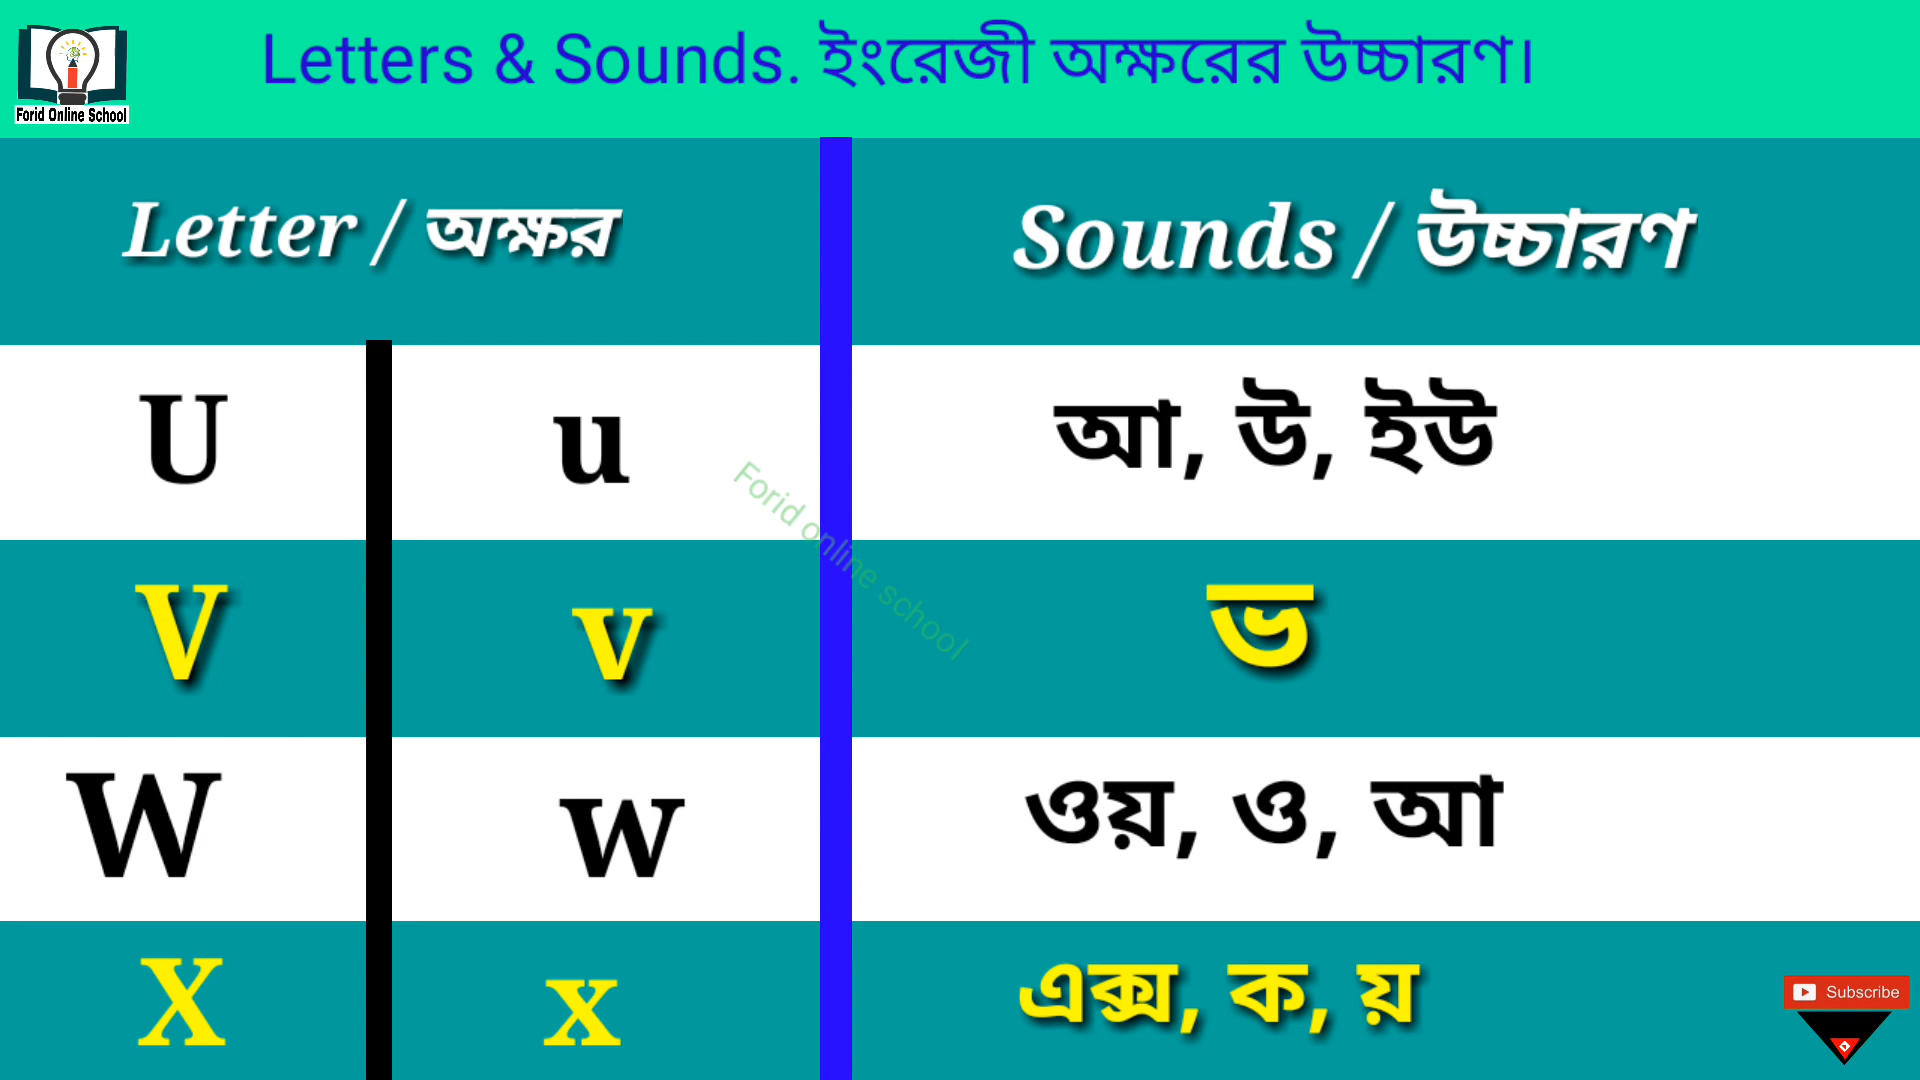 Letters & Sounds. ইংরেজী অক্ষরের উচ্চারণ।
Forid Online School
Letter / অক্ষর
Sounds / উচ্চারণ
U u আ, উ, ইউ
V v ভ
W w ওয়, ও, আ
X x এক্স, ক, য়
Forid online school
Subscribe